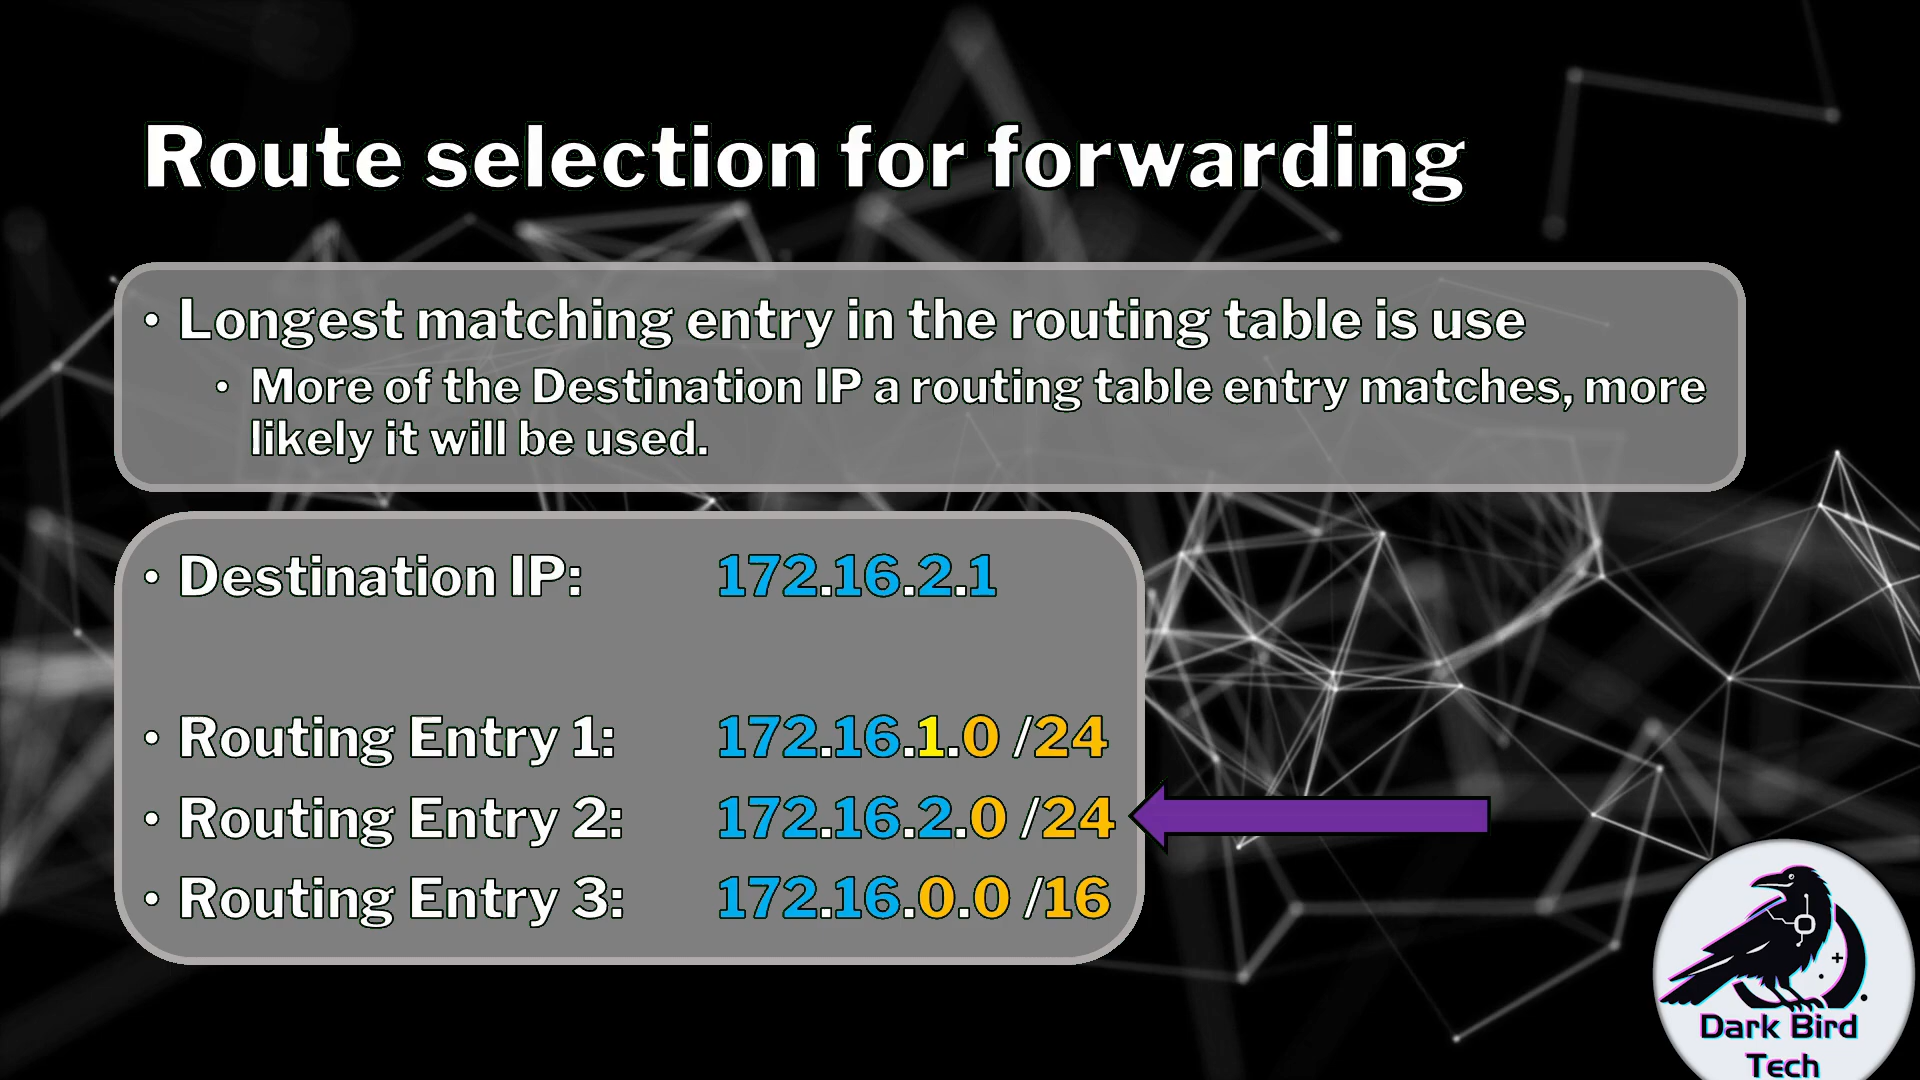 Route selection for forwarding
• Longest matching entry in the routing table is use
• More of the Destination IP a routing table entry matches, more
likely it will be used.
• Destination IP: 172.16.2.1
• Routing Entry 1: 172.16.1.0 /24
• Routing Entry 2: 172.16.2.0 /24
• Routing Entry 3: 172.16.0.0 /16
Dark Bird
Tech